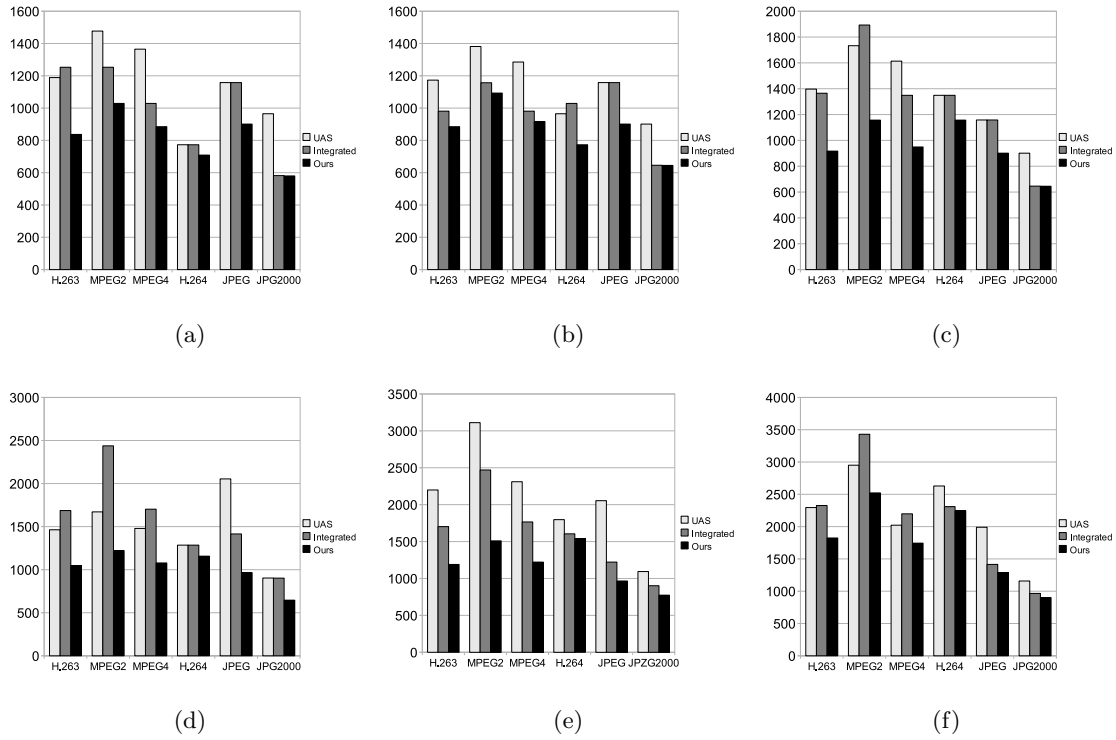 1600
1400
1200
1000
800
600
400
200
0
H.263 MPEG2 MPEG4 H.264 JPEG JPG2000
UAS
Integrated
Ours
(a)
1600
1400
1200
1000
800
600
400
200
0
H.263 MPEG2 MPEG4 H.264 JPEG JPG2000
UAS
Integrated
Ours
(b)
2000
1800
1600
1400
1200
1000
800
600
400
200
0
H.263 MPEG2 MPEG4 H.264 JPEG JPG2000
UAS
Integrated
Ours
(c)
3000
2500
2000
1500
1000
500
0
H.263 MPEG2 MPEG4 H.264 JPEG JPG2000
UAS
Integrated
Ours
(d)
3500
3000
2500
2000
1500
1000
500
0
H.263 MPEG2 MPEG4 H.264 JPEG JPZG2000
UAS
Integrated
Ours
(e)
4000
3500
3000
2500
2000
1500
1000
500
0
H.263 MPEG2 MPEG4 H.264 JPEG JPG2000
UAS
Integrated
Ours
(f)